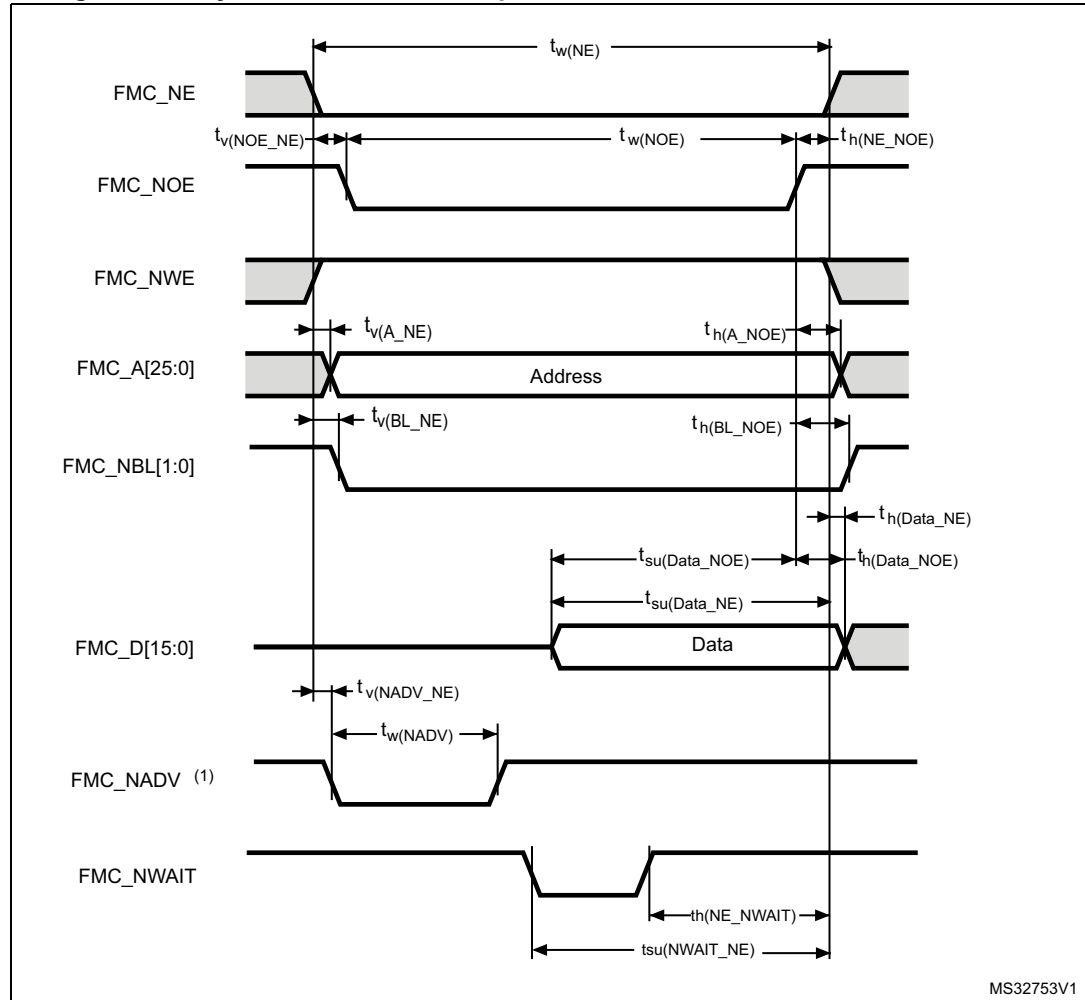 tw(NE)
FMC_NE
tv(NOE_NE)
tw(NOE)
th(NE_NOE)
FMC_NOE
FMC_NWE
tv(A_NE)
th(A_NOE)
FMC_A[25:0]
Address
tv(BL_NE)
th(BL_NOE)
FMC_NBL[1:0]
th(Data_NE)
tsu(Data_NOE)
th(Data_NOE)
tsu(Data_NE)
FMC_D[15:0]
Data
tv(NADV_NE)
tw(NADV)
FMC_NADV (1)
FMC_NWAIT
th(NE_NWAIT)
tsu(NWAIT_NE)
MS32753V1